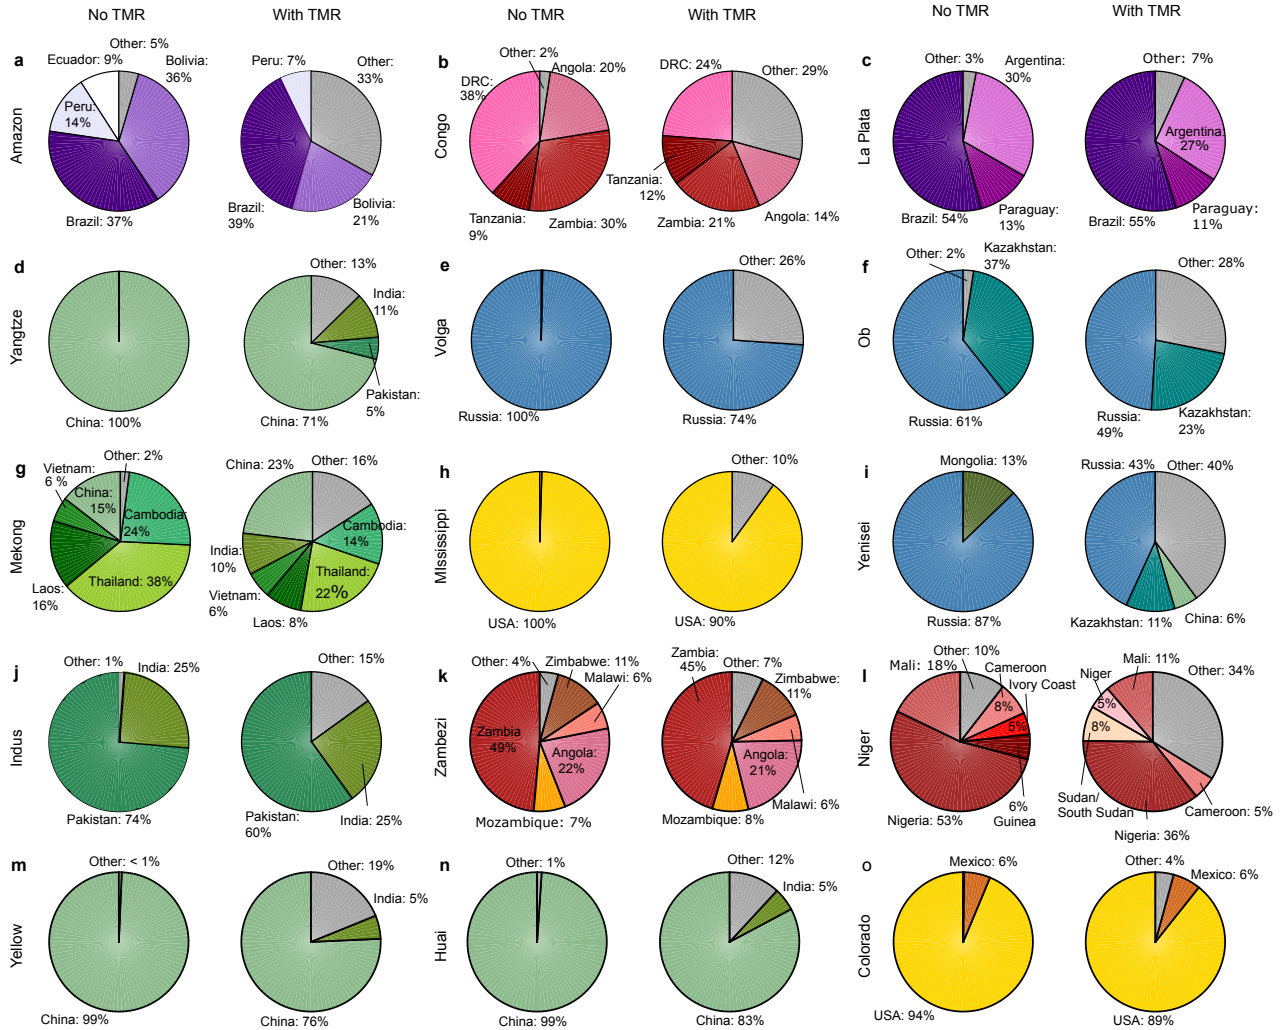 No TMR
With TMR
No TMR
With TMR
No TMR
With TMR
a
Amazon
Other: 5%
Ecuador: 9%
Bolivia:
36%
Peru:
14%
Brazil: 37%
Peru: 7%
Other:
33%
Brazil:
39%
Bolivia:
21%
b
Congo
Other: 2%
DRC:
38%
Angola: 20%
Tanzania:
9%
Zambia: 30%
DRC: 24%
Other: 29%
Tanzania:
12%
Zambia: 21%
Angola: 14%
c
La Plata
Other: 3%
Argentina:
30%
Brazil: 54%
Paraguay:
13%
Other: 7%
Argentina:
27%
Brazil: 55%
Paraguay:
11%
d
Yangtze
China: 100%
Other: 13%
India:
11%
Pakistan:
5%
China: 71%
e
Volga
Russia: 100%
Other: 26%
Russia: 74%
f
Ob
Other: 2%
Kazakhstan:
37%
Russia: 61%
Other: 28%
Russia:
49%
Kazakhstan:
23%
g
Mekong
Vietnam:
6 %
Other: 2%
China:
15%
Cambodia:
24%
Thailand: 38%
Laos:
16%
China: 23%
Other: 16%
Cambodia:
14%
India:
10%
Thailand:
22%
Vietnam:
6%
Laos: 8%
h
MIssissippi
USA: 100%
Other: 10%
USA: 90%
i
Yenisei
Mongolia: 13%
Russia: 87%
Russia: 43%
Other: 40%
Kazakhstan: 11%
China: 6%
j
Indus
Other: 1%
India: 25%
Pakistan: 74%
Other: 15%
Pakistan:
60%
India: 25%
k
Zambezi
Other: 4%
Zimbabwe: 11%
Malawi: 6%
Zambia
49%
Angola:
22%
Mozambique: 7%
Zambia:
45%
Other: 7%
Zimbabwe:
11%
Angola:
21%
Malawi: 6%
Mozambique: 8%
l
Niger
Other: 10%
Mali: 18%
Cameroon
8%
Ivory Coast
5%
6%
Guinea
Nigeria: 53%
Mali: 11%
Niger
5%
Other: 34%
8%
Sudan/
South Sudan
Cameroon: 5%
Nigeria: 36%
m
Yellow
Other: < 1%
China: 99%
Other: 19%
India: 5%
China: 76%
n
Huai
Other: 1%
China: 99%
Other: 12%
India: 5%
China: 83%
o
Colorado
Mexico: 6%
USA: 94%
Other: 4%
Mexico: 6%
USA: 89%